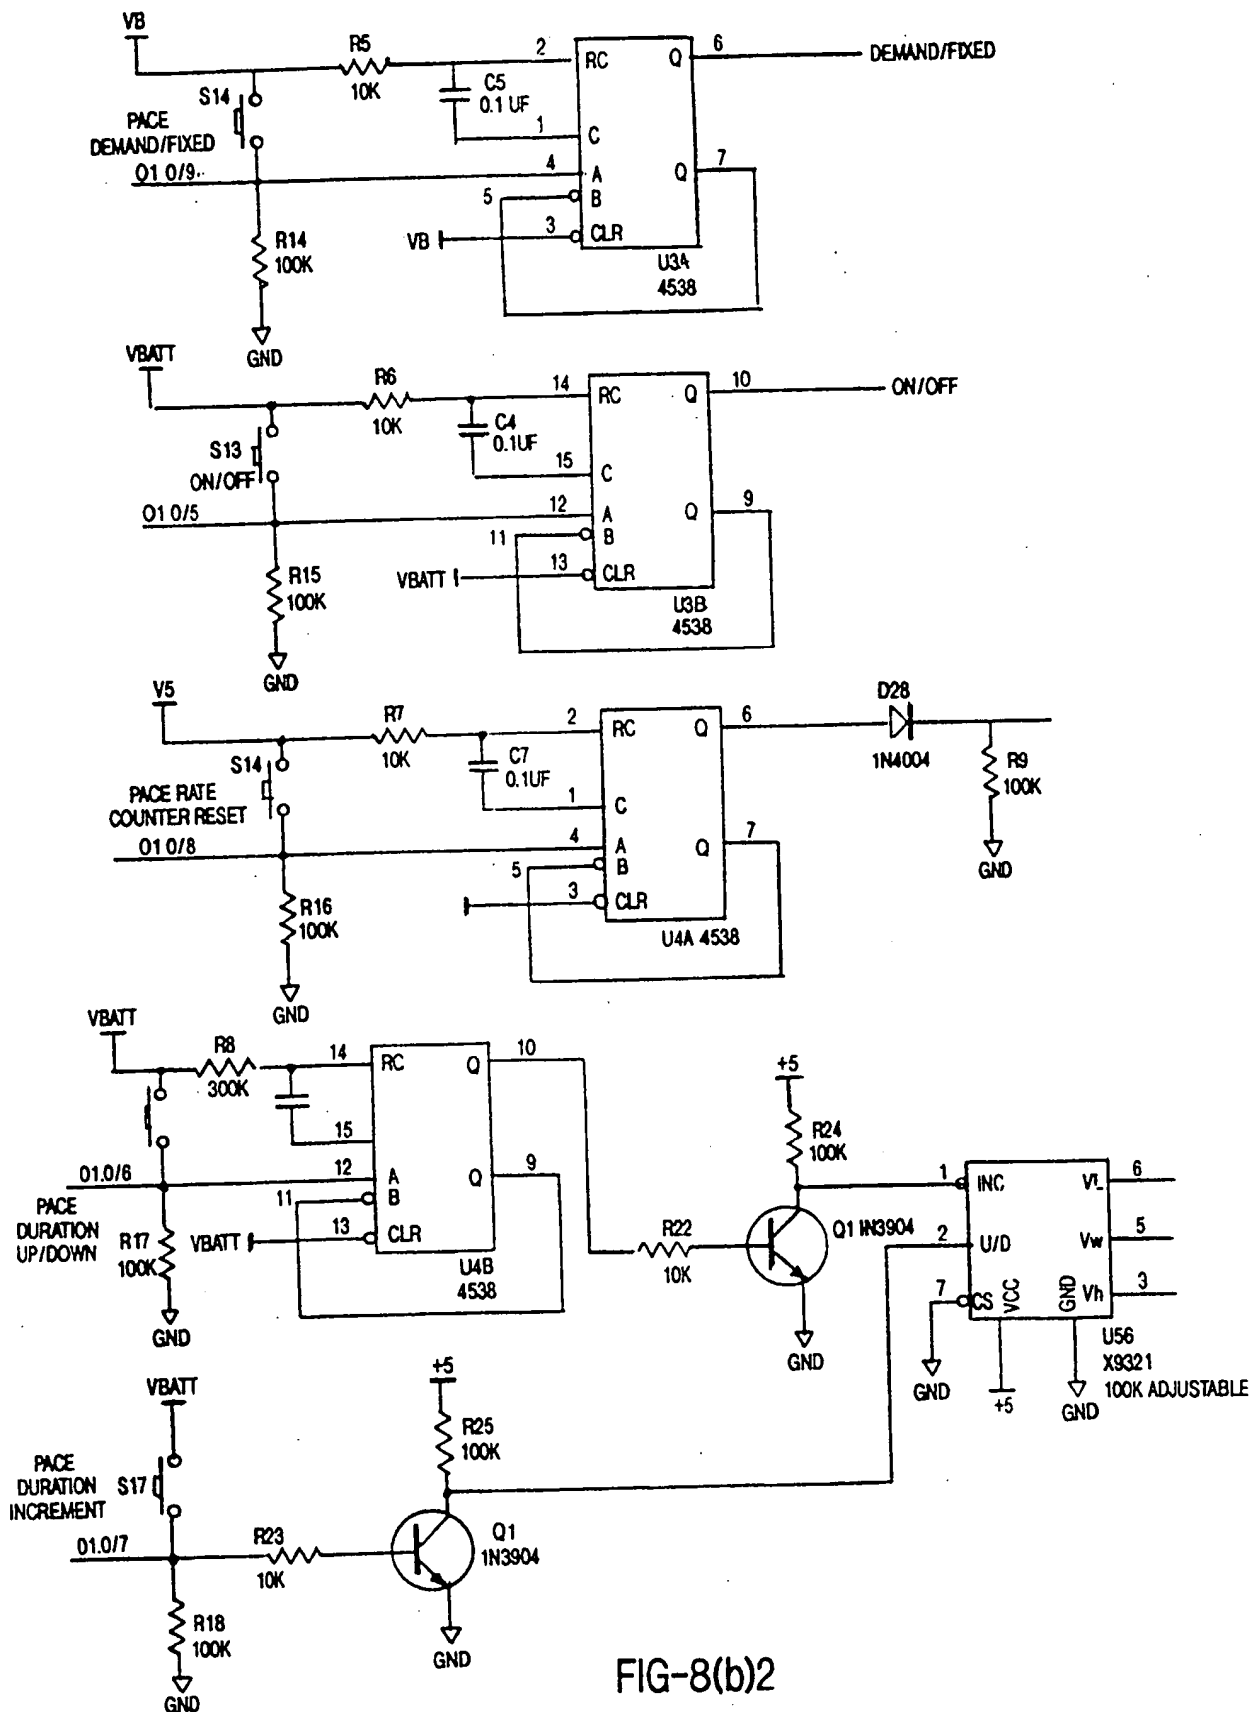 VB
R5
10K
S14
PACE
DEMAND/FIXED
01 0/9
R14
100K
GND
C5
0.1 UF
2
1
4
5
3
VB
RC
C
A
B
CLR
Q
Q
6
7
DEMAND/FIXED
U3A
4538
VBATT
R6
10K
S13
ON/OFF
01 0/5
R15
100K
GND
C4
0.1UF
14
15
12
11
13
VBATT
RC
C
A
B
CLR
Q
Q
10
9
ON/OFF
U3B
4538
V5
R7
10K
S14
PACE RATE
COUNTER RESET
01 0/8
R16
100K
GND
C7
0.1UF
2
1
4
5
3
RC
C
A
B
CLR
Q
Q
6
7
U4A 4538
D28
1N4004
R9
100K
GND
VBATT
R8
300K
01.0/6
PACE
DURATION
UP/DOWN
R17
100K
GND
14
15
12
11
13
VBATT
RC
A
B
CLR
Q
Q
10
9
U4B
4538
R22
10K
+5
R24
100K
Q1 IN3904
GND
1
2
7
INC
U/D
CS
VCC
GND
VL
Vw
Vh
6
5
3
GND
+5
GND
U56
X9321
100K ADJUSTABLE
VBATT
PACE
DURATION
INCREMENT
S17
01.0/7
R18
100K
GND
R23
10K
+5
R25
100K
Q1
1N3904
GND
FIG-8(b)2